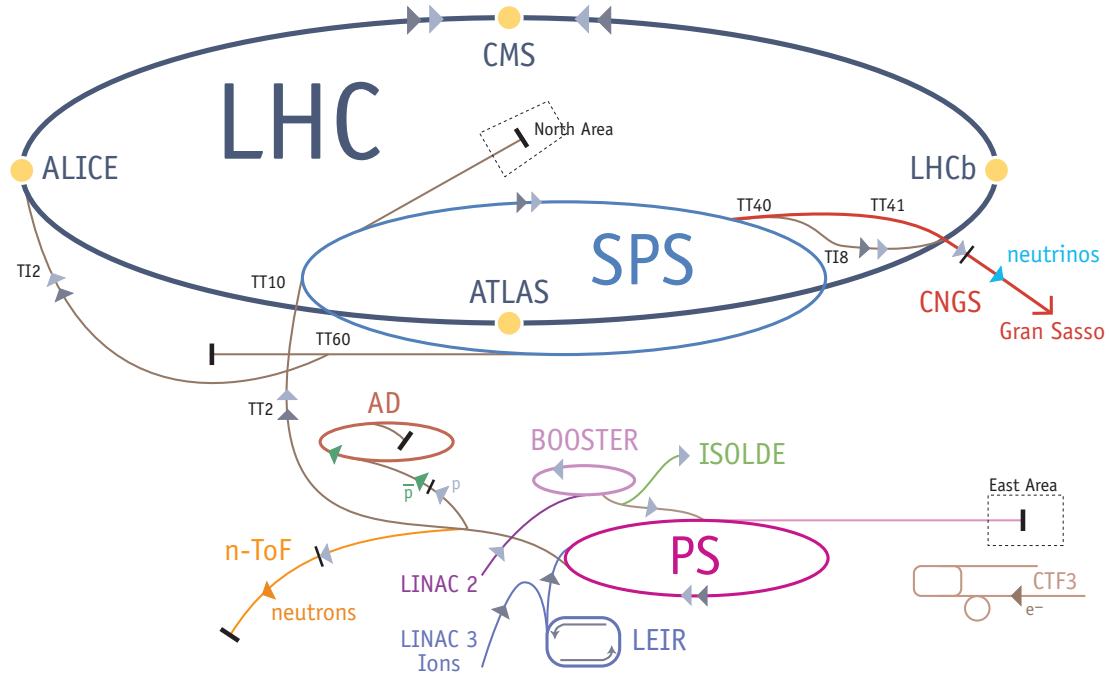 CMS
LHC
North Area
ALICE
LHCb
TT40
TT41
SPS
TI8
neutrinos
TI2
TT10
ATLAS
CNGS
Gran Sasso
TT60
TT2
AD
BOOSTER
ISOLDE
p
p
East Area
n-ToF
PS
LINAC 2
CTF3
neutrons
e⁻
LINAC 3
Ions
LEIR